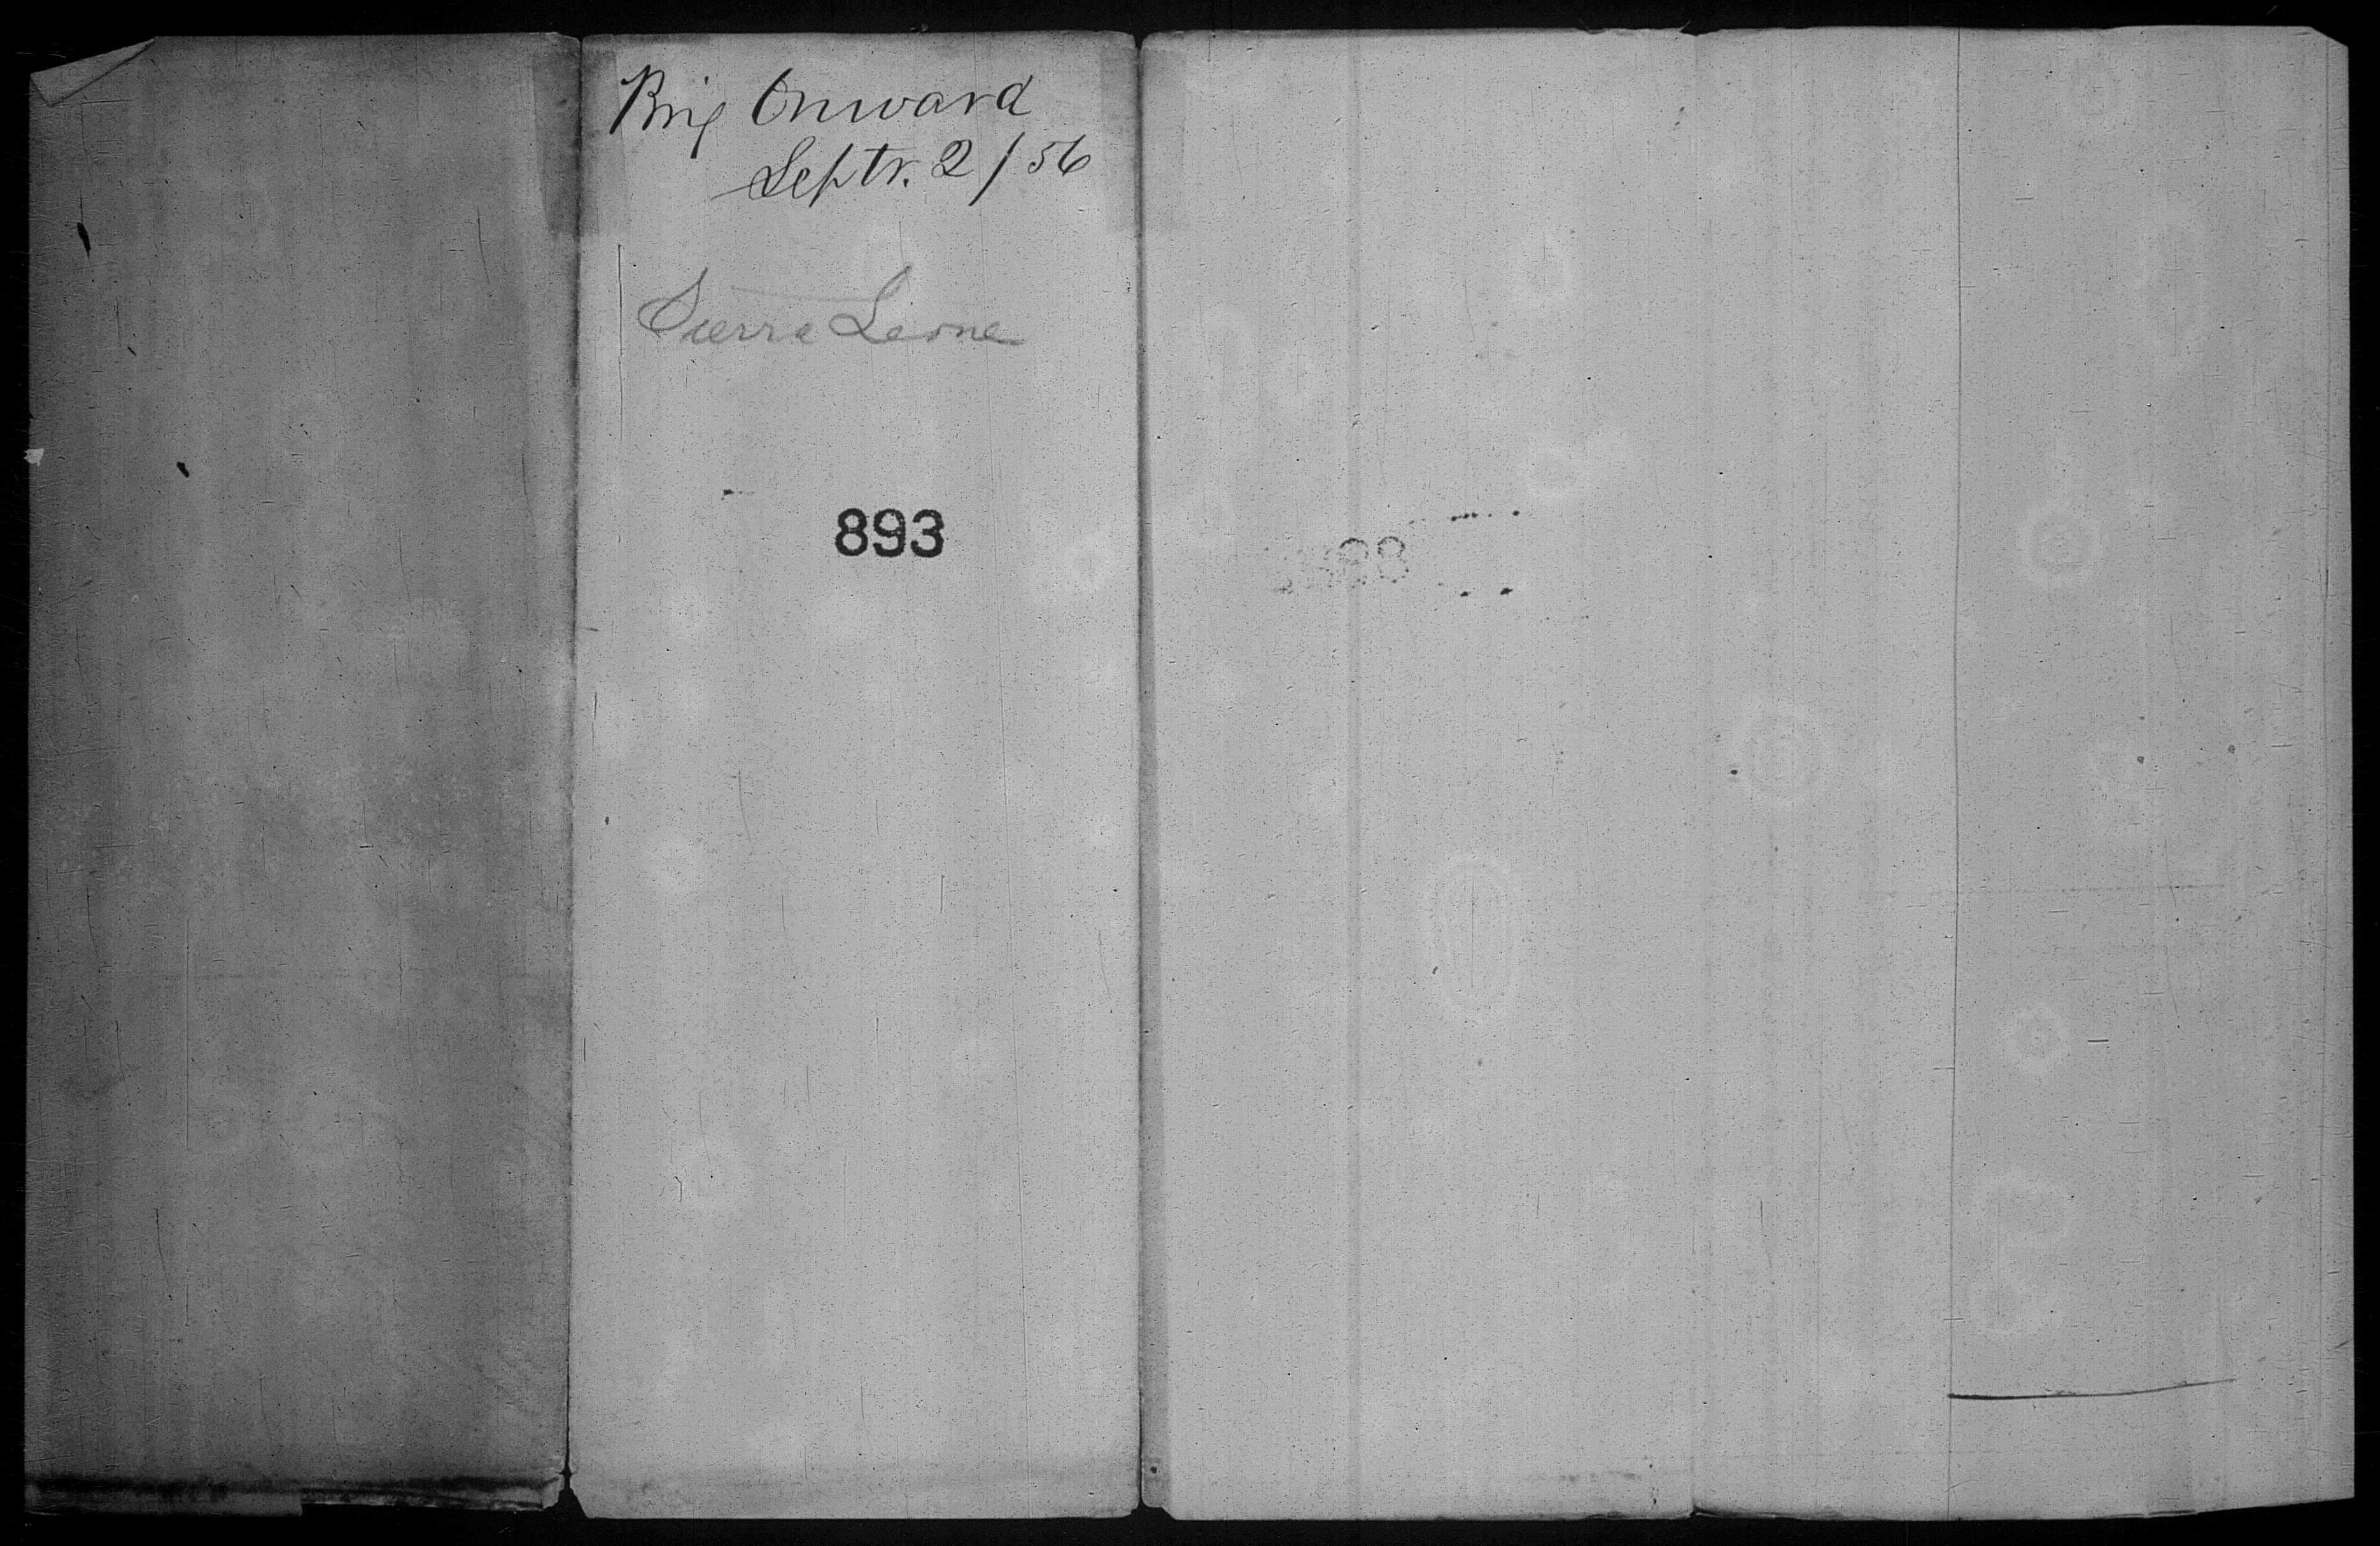 Brig Onward
Septr. 2/56
Sierra Leone
893